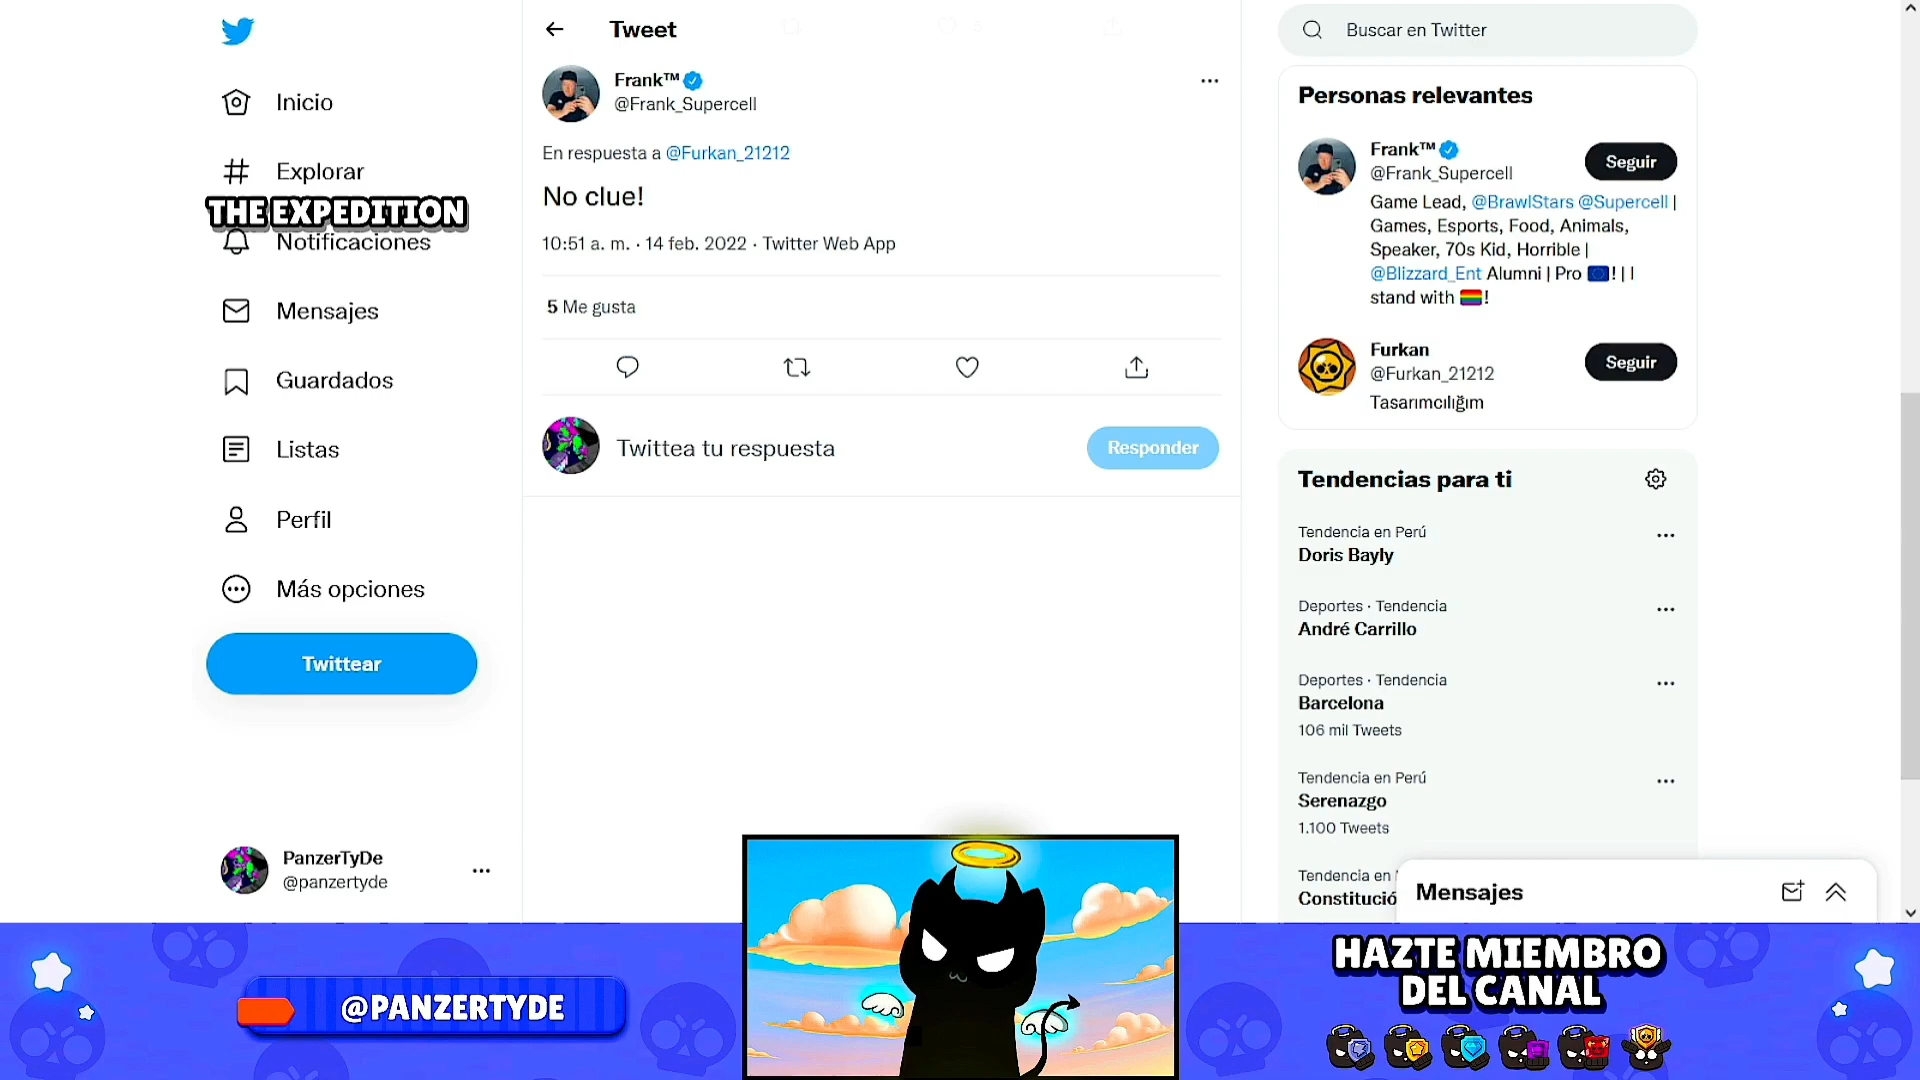 Inicio
Explorar
THE EXPEDITION
Notificaciones
Mensajes
Guardados
Listas
Perfil
Más opciones
Twittear
PanzerTyDe
@panzertyde
Tweet
Frank™
@Frank_Supercell
En respuesta a @Furkan_21212
No clue!
10:51 a. m. · 14 feb. 2022 · Twitter Web App
5 Me gusta
Twittea tu respuesta
Responder
Buscar en Twitter
Personas relevantes
Frank™
@Frank_Supercell
Seguir
Game Lead, @BrawlStars @Supercell |
Games, Esports, Food, Animals,
Speaker, 70s Kid, Horrible |
@Blizzard_Ent Alumni | Pro 🇪🇺! | I
stand with 🏳️‍🌈!
Furkan
@Furkan_21212
Seguir
Tasarımcılığım
Tendencias para ti
Tendencia en Perú
Doris Bayly
Deportes · Tendencia
André Carrillo
Deportes · Tendencia
Barcelona
106 mil Tweets
Tendencia en Perú
Serenazgo
1.100 Tweets
Tendencia en
Constitució
Mensajes
@PANZERTYDE
HAZTE MIEMBRO
DEL CANAL